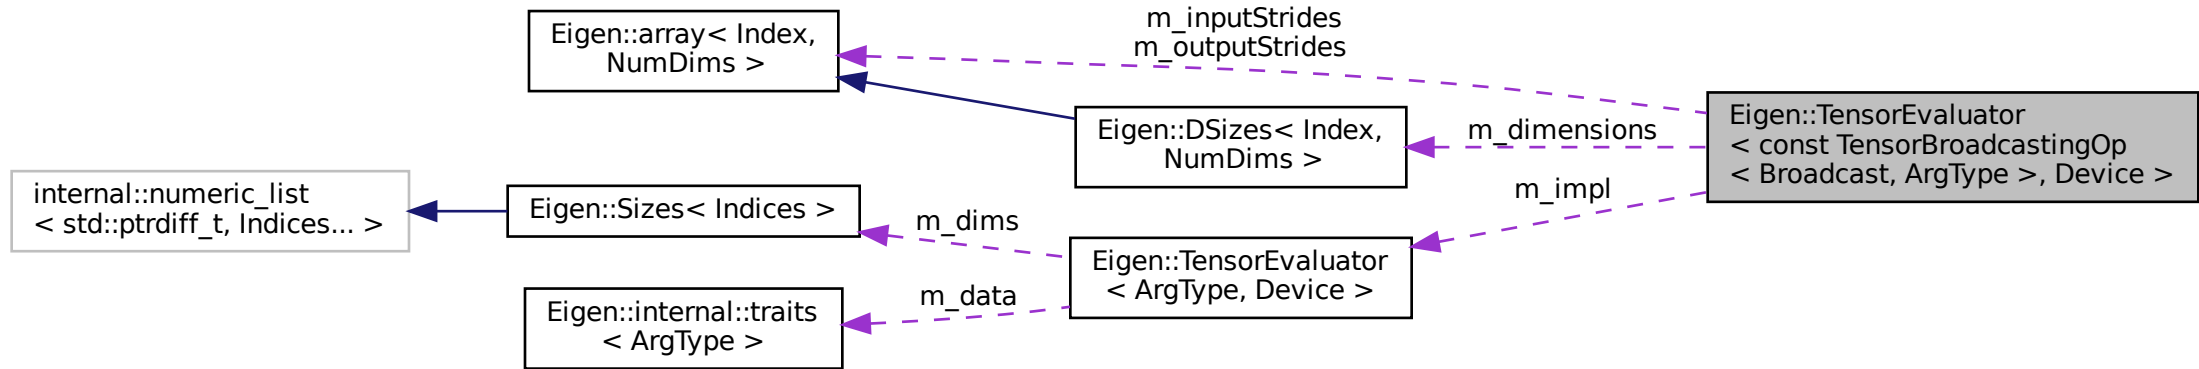 Eigen::array< Index,
NumDims >
m_inputStrides
m_outputStrides
Eigen::DSizes< Index,
NumDims >
m_dimensions
Eigen::TensorEvaluator
< const TensorBroadcastingOp
< Broadcast, ArgType >, Device >
internal::numeric_list
< std::ptrdiff_t, Indices... >
Eigen::Sizes< Indices >
m_dims
m_impl
Eigen::TensorEvaluator
< ArgType, Device >
m_data
Eigen::internal::traits
< ArgType >